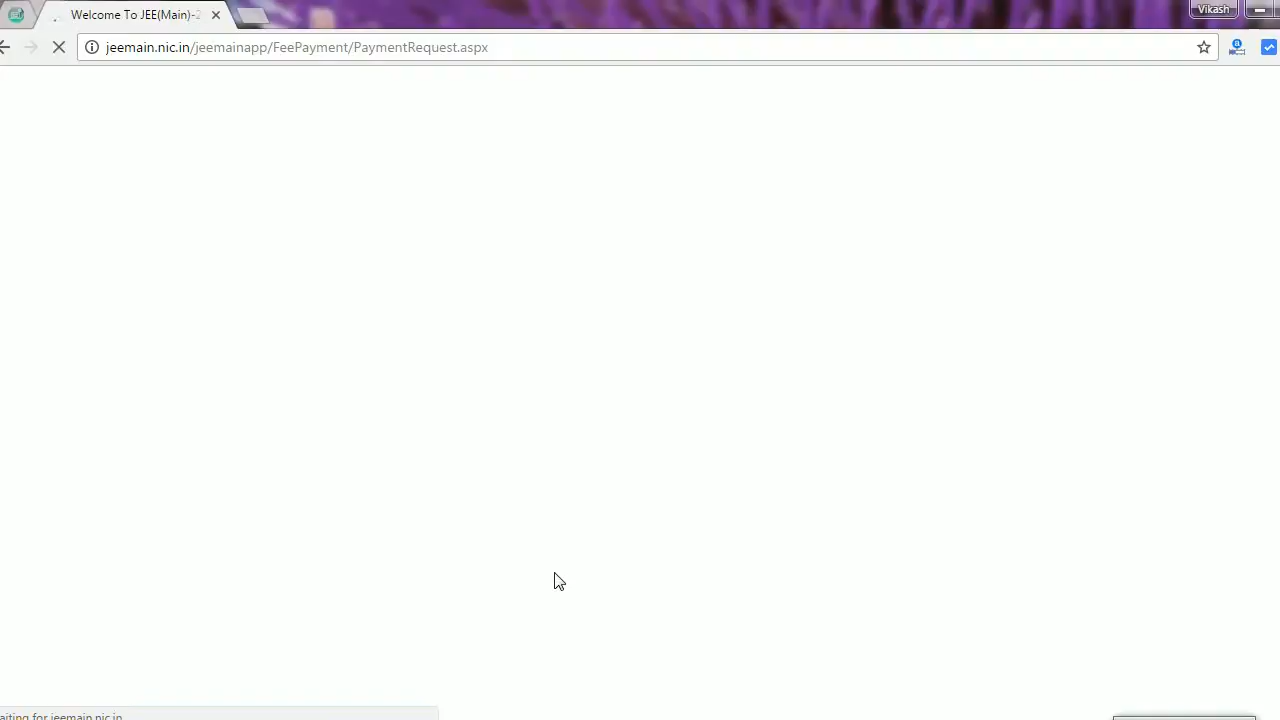 Welcome To JEE(Main)-2
Vikash
jeemain.nic.in/jeemainapp/FeePayment/PaymentRequest.aspx
aiting for jeemain.nic.in